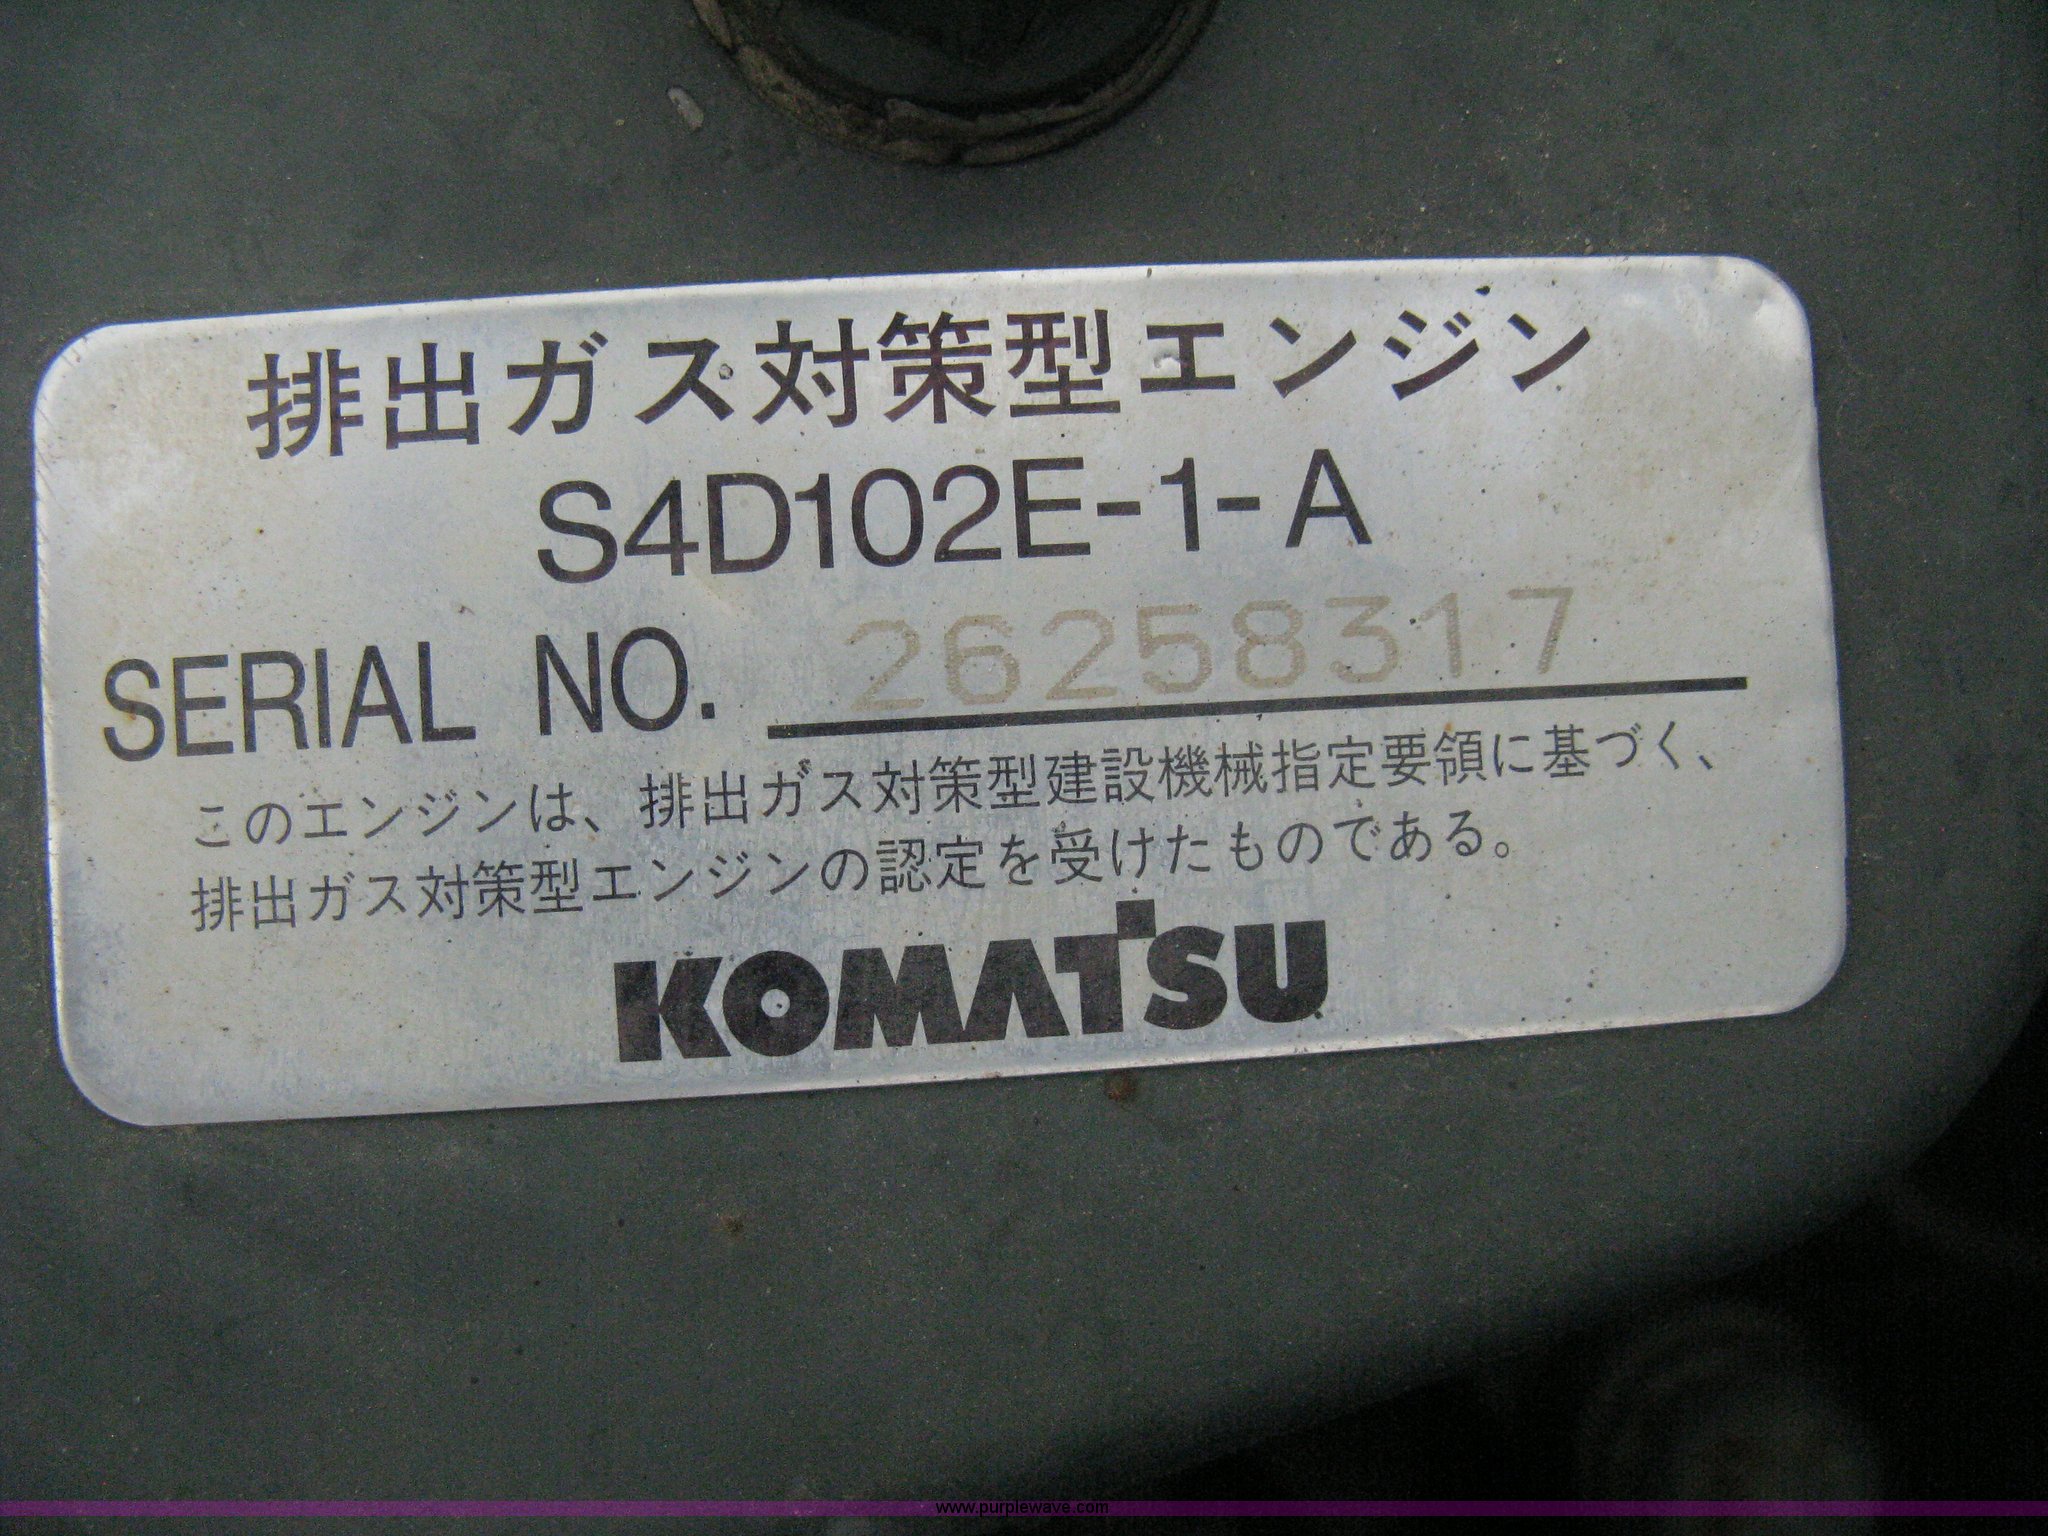 排出ガス対策型エンジン
S4D102E-1-A
SERIAL NO. 26258317
このエンジンは、排出ガス対策型建設機械指定要領に基づく、
排出ガス対策型エンジンの認定を受けたものである。
KOMATSU
www.purplewave.com